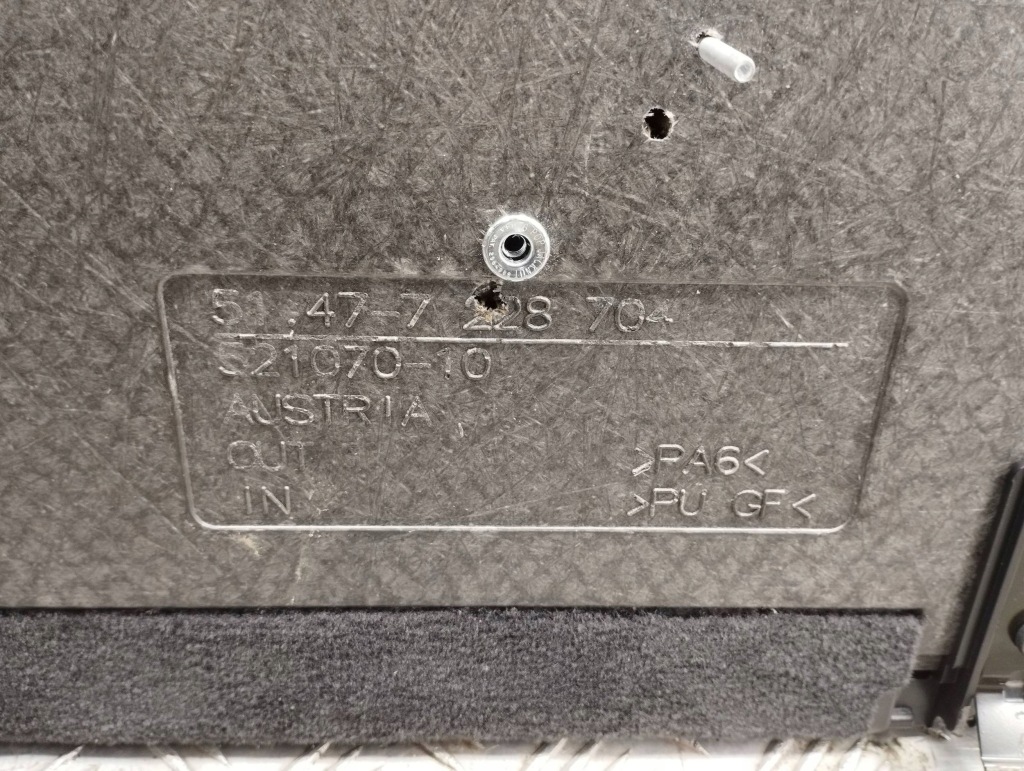 51.47-7 228 704
521070-10
AUSTRIA
OUT
IN
>PA6<
>PU GF<